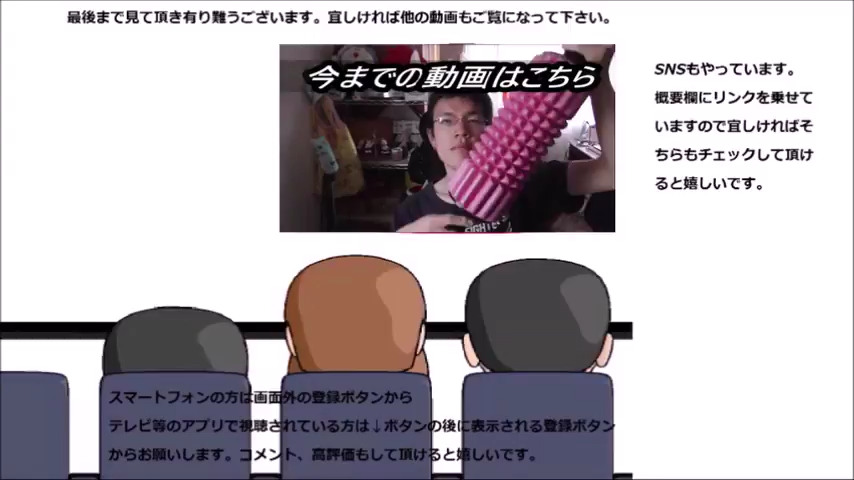 最後まで見て頂き有り難うございます。宜しければ他の動画もご覧になって下さい。
今までの動画はこちら
SNSもやっています。
概要欄にリンクを乗せて
いますので宜しければそ
ちらもチェックして頂け
ると嬉しいです。
スマートフォンの方は画面外の登録ボタンから
テレビ等のアプリで視聴されている方は↓ボタンの後に表示される登録ボタン
からお願いします。コメント、高評価もして頂けると嬉しいです。